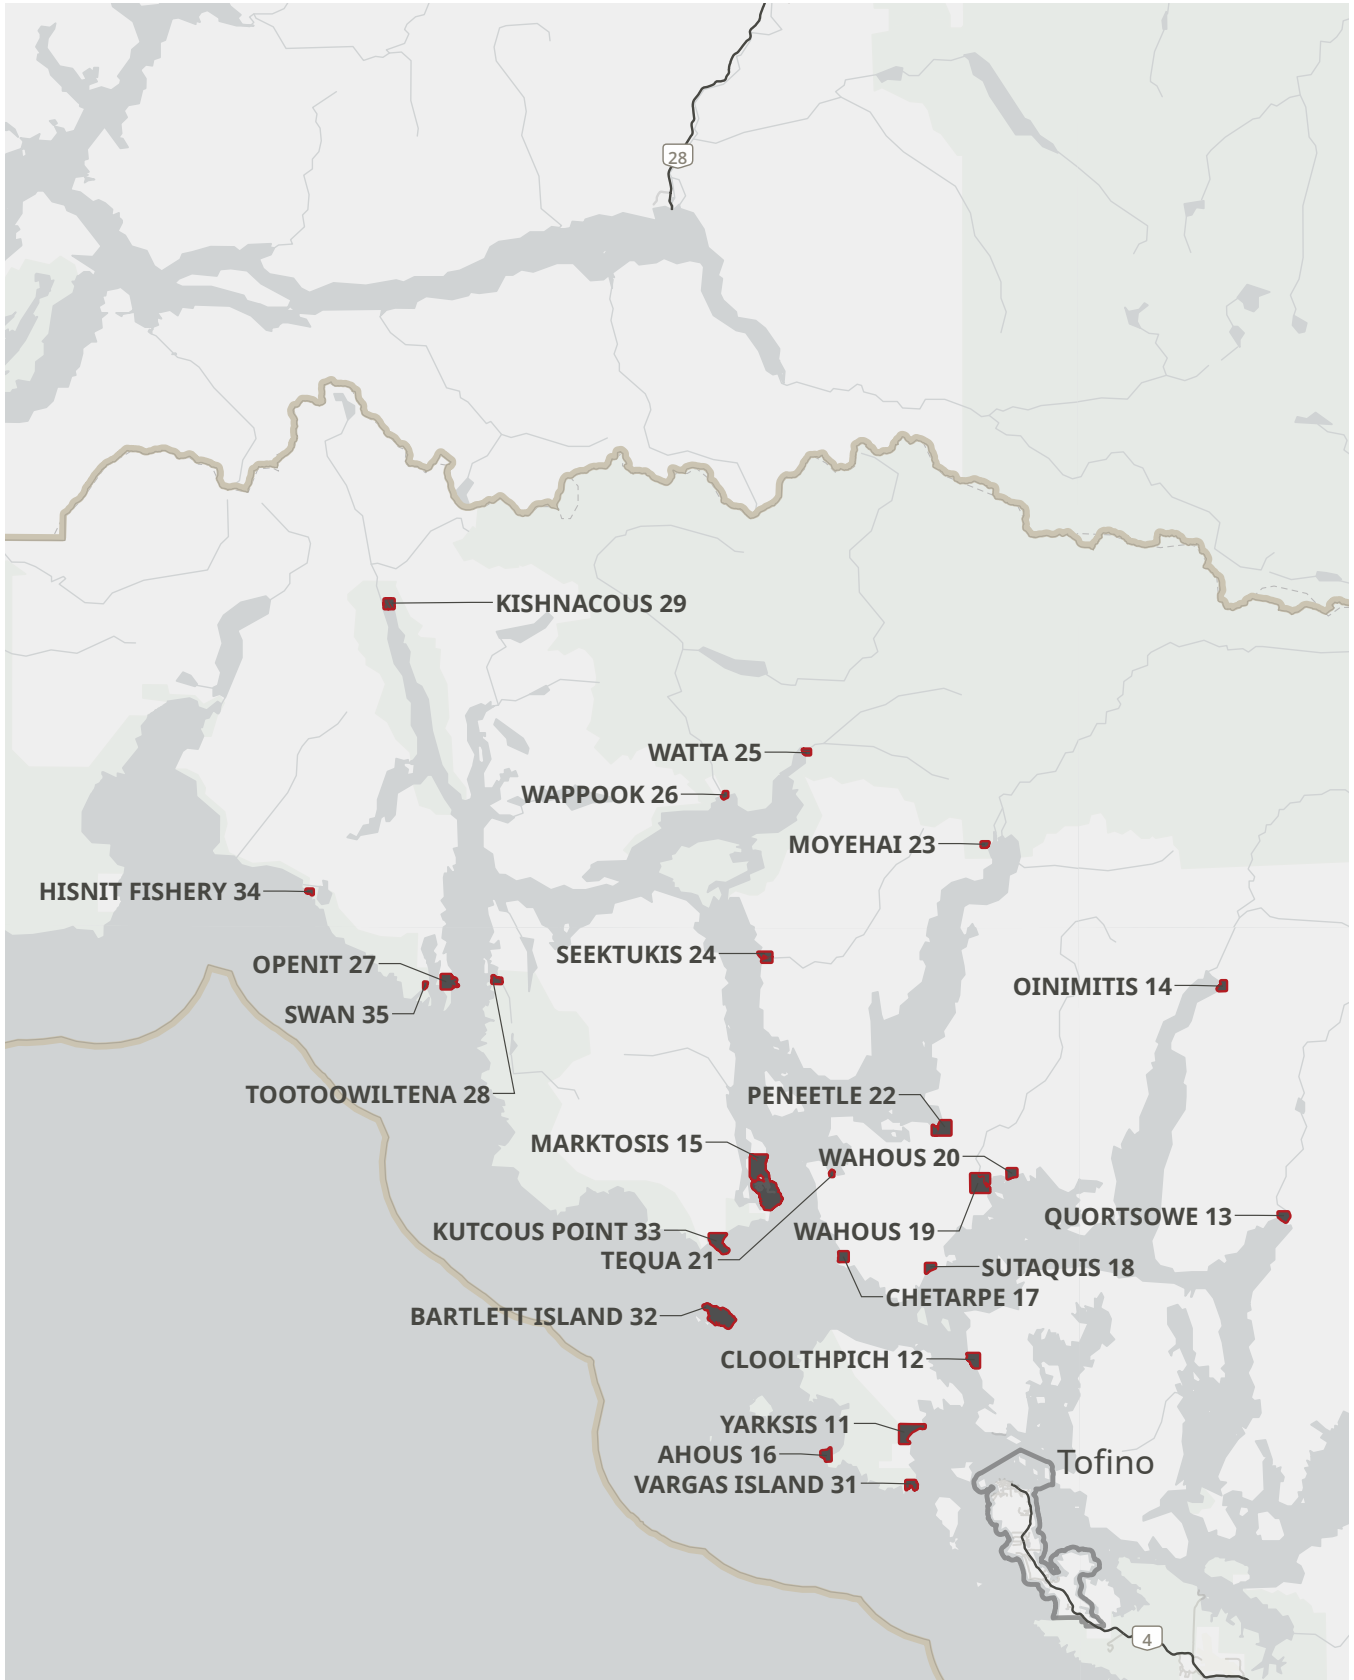 28
KISHNACOUS 29
WATTA 25
WAPPOOK 26
MOYEHAI 23
HISNIT FISHERY 34
SEEKTUKIS 24
OPENIT 27
OINIMITIS 14
SWAN 35
TOOTOOWILTENA 28
PENEETLE 22
MARKTOSIS 15
WAHOUS 20
QUORTSOWE 13
KUTCOUS POINT 33
WAHOUS 19
TEQUA 21
SUTAQUIS 18
CHETARPE 17
BARTLETT ISLAND 32
CLOOLTHPICH 12
YARKSIS 11
AHOUS 16
Tofino
VARGAS ISLAND 31
4